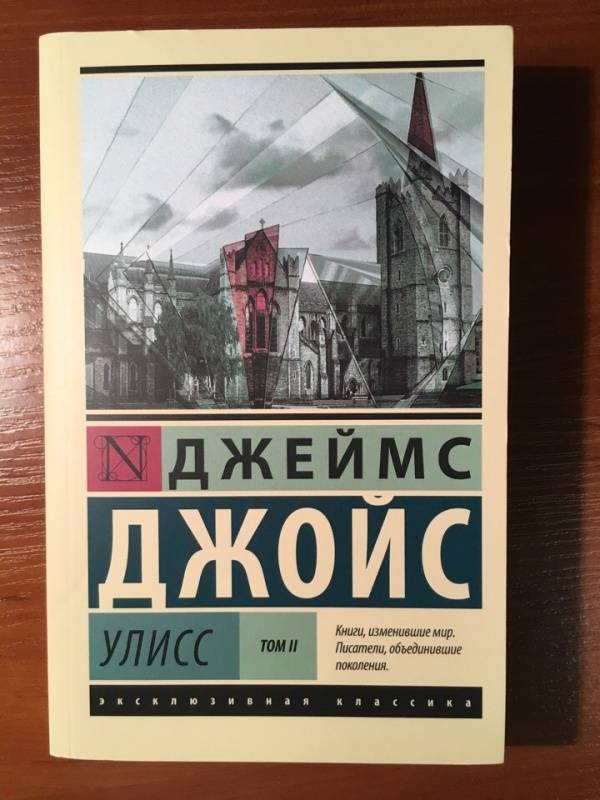 N ДЖЕЙМС
ДЖОЙС
УЛИСС ТОМ II
Книги, изменившие мир.
Писатели, объединившие
поколения.
эксклюзивная классика